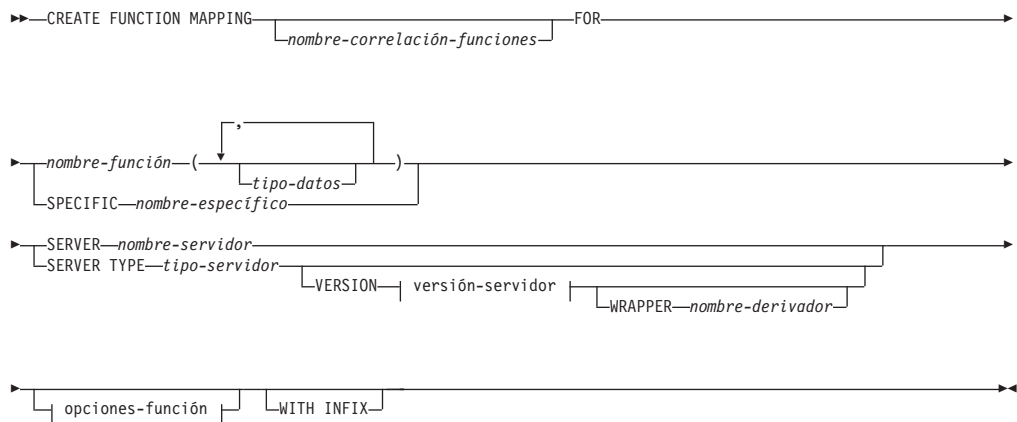 CREATE FUNCTION MAPPING FOR
nombre-correlación-funciones
,
nombre-función ( )
tipo-datos
SPECIFIC nombre-específico
SERVER nombre-servidor
SERVER TYPE tipo-servidor
VERSION versión-servidor
WRAPPER nombre-derivador
opciones-función WITH INFIX